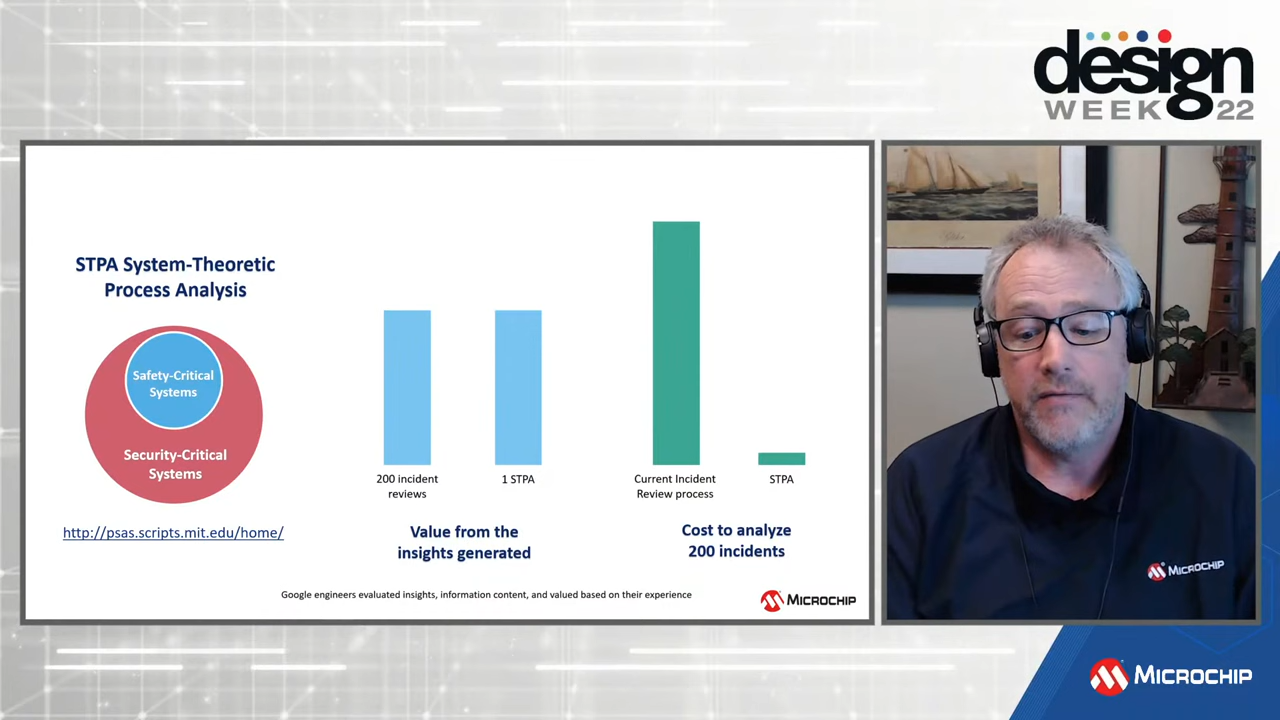 design
WEEK 22
STPA System-Theoretic
Process Analysis
Safety-Critical
Systems
Security-Critical
Systems
http://psas.scripts.mit.edu/home/
200 incident
reviews
1 STPA
Value from the
insights generated
Current Incident
Review process
STPA
Cost to analyze
200 incidents
Google engineers evaluated insights, information content, and valued based on their experience
MICROCHIP
MICROCHIP
MICROCHIP